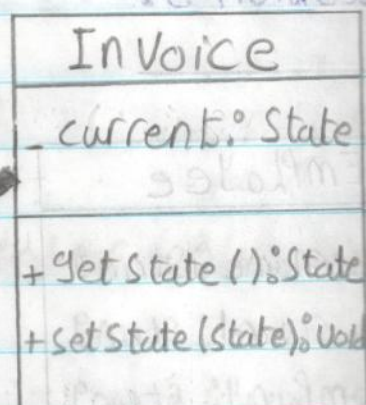 Invoice
- current: State
+ getState(): State
+ setState(state): void